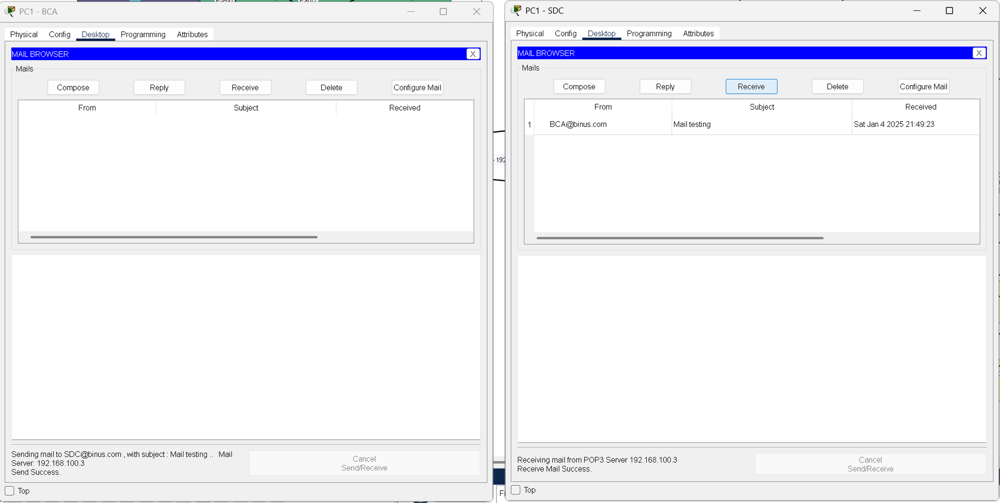 PC1 - BCA
Physical Config Desktop Programming Attributes
MAIL BROWSER X
Mails
Compose Reply Receive Delete Configure Mail
From Subject Received
Sending mail to SDC@binus.com , with subject : Mail testing .. Mail
Server: 192.168.100.3
Send Success.
Cancel
Send/Receive
Top
192
PC1 - SDC
Physical Config Desktop Programming Attributes
MAIL BROWSER X
Mails
Compose Reply Receive Delete Configure Mail
From Subject Received
1 BCA@binus.com Mail testing Sat Jan 4 2025 21:49:23
Receiving mail from POP3 Server 192.168.100.3
Receive Mail Success.
Cancel
Send/Receive
Top